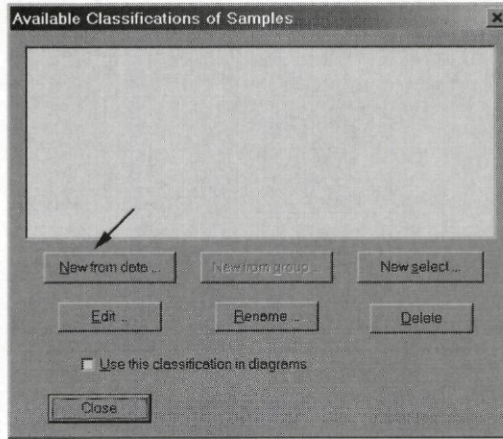 Available Classifications of Samples
New from data ...
New from group ...
New select ...
Edit ...
Rename ...
Delete
Use this classification in diagrams
Close